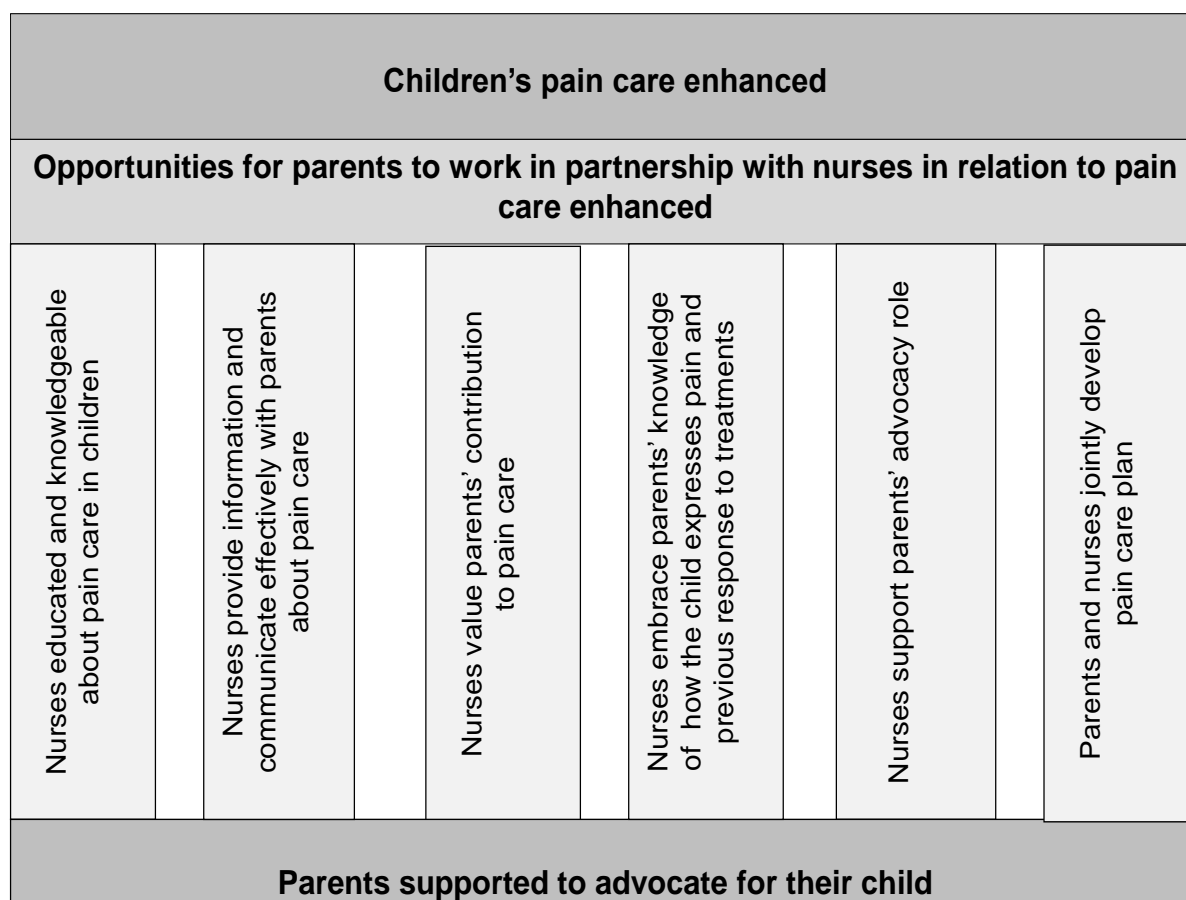 Children’s pain care enhanced
Opportunities for parents to work in partnership with nurses in relation to pain
care enhanced
Nurses educated and knowledgeable
about pain care in children
Nurses provide information and
communicate effectively with parents
about pain care
Nurses value parents’ contribution
to pain care
Nurses embrace parents’ knowledge
of how the child expresses pain and
previous response to treatments
Nurses support parents’ advocacy role
Parents and nurses jointly develop
pain care plan
Parents supported to advocate for their child